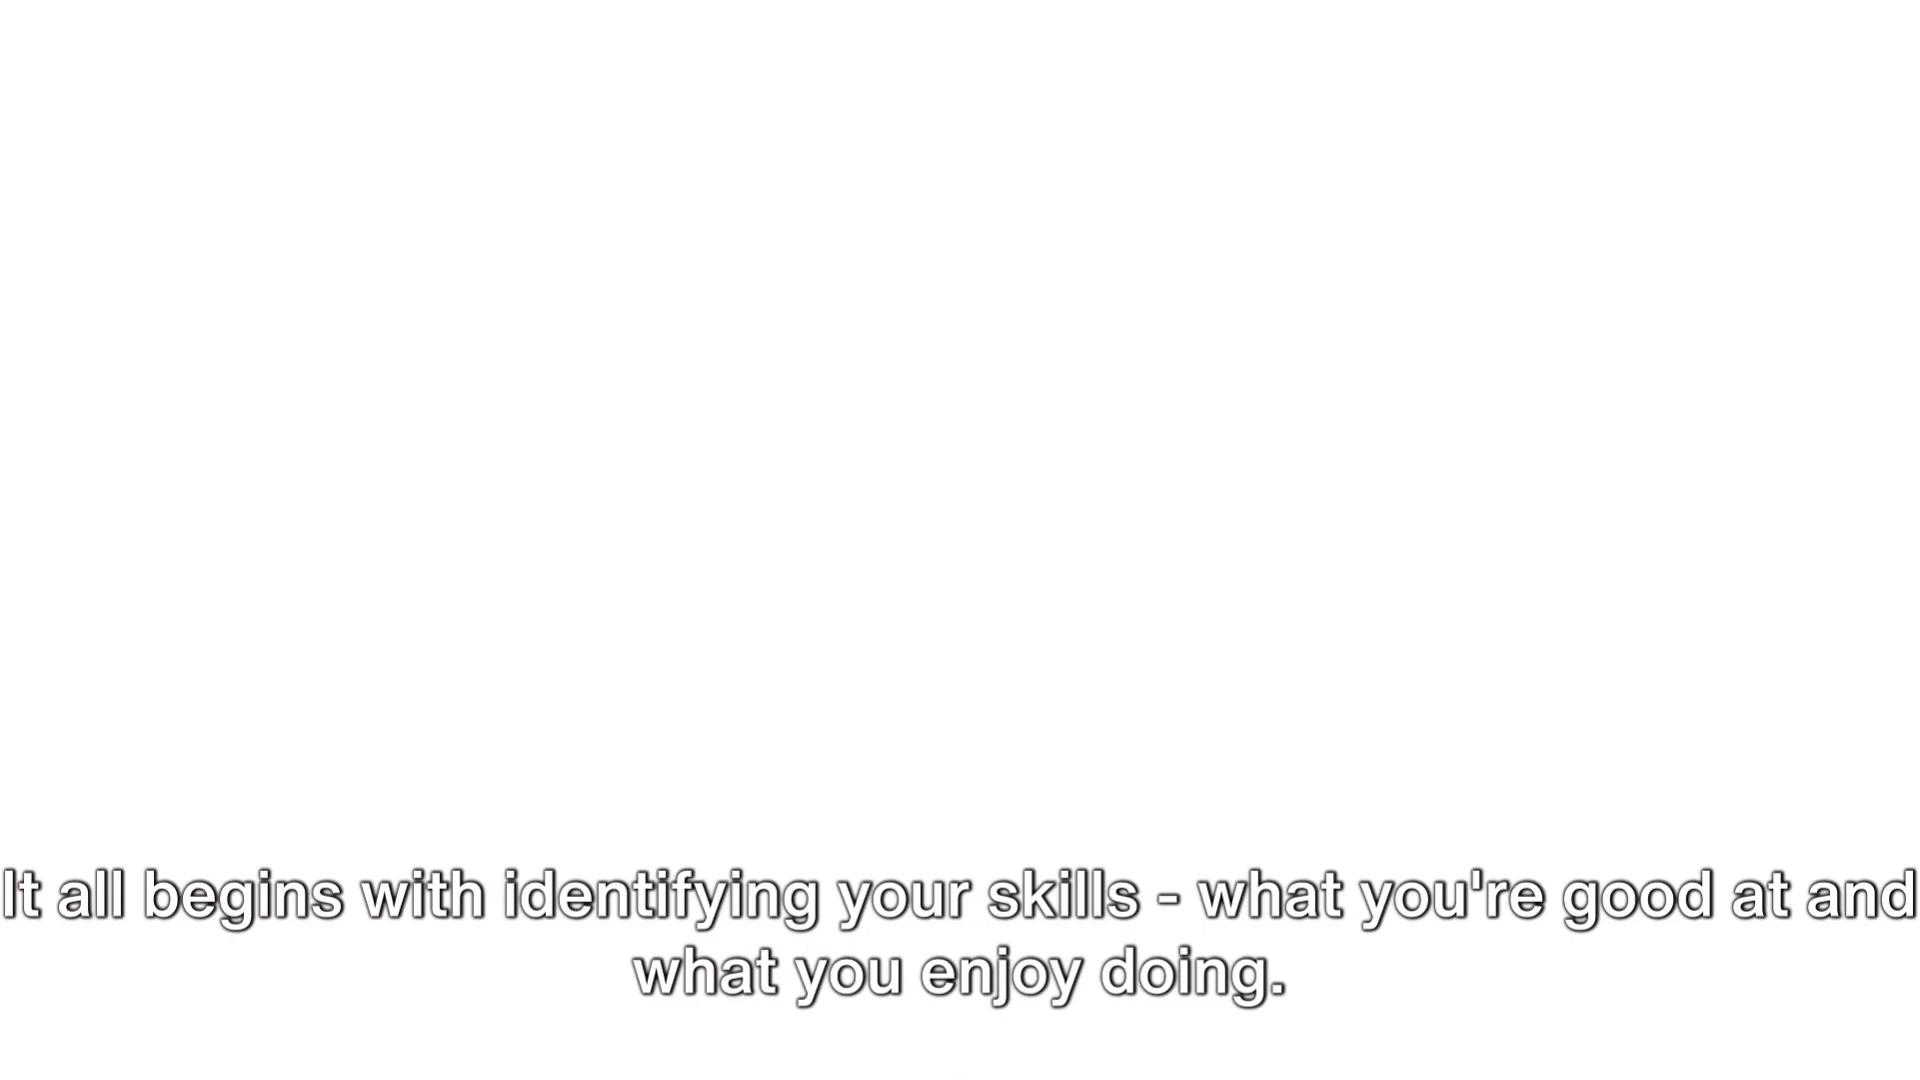 It all begins with identifying your skills - what you're good at and
what you enjoy doing.